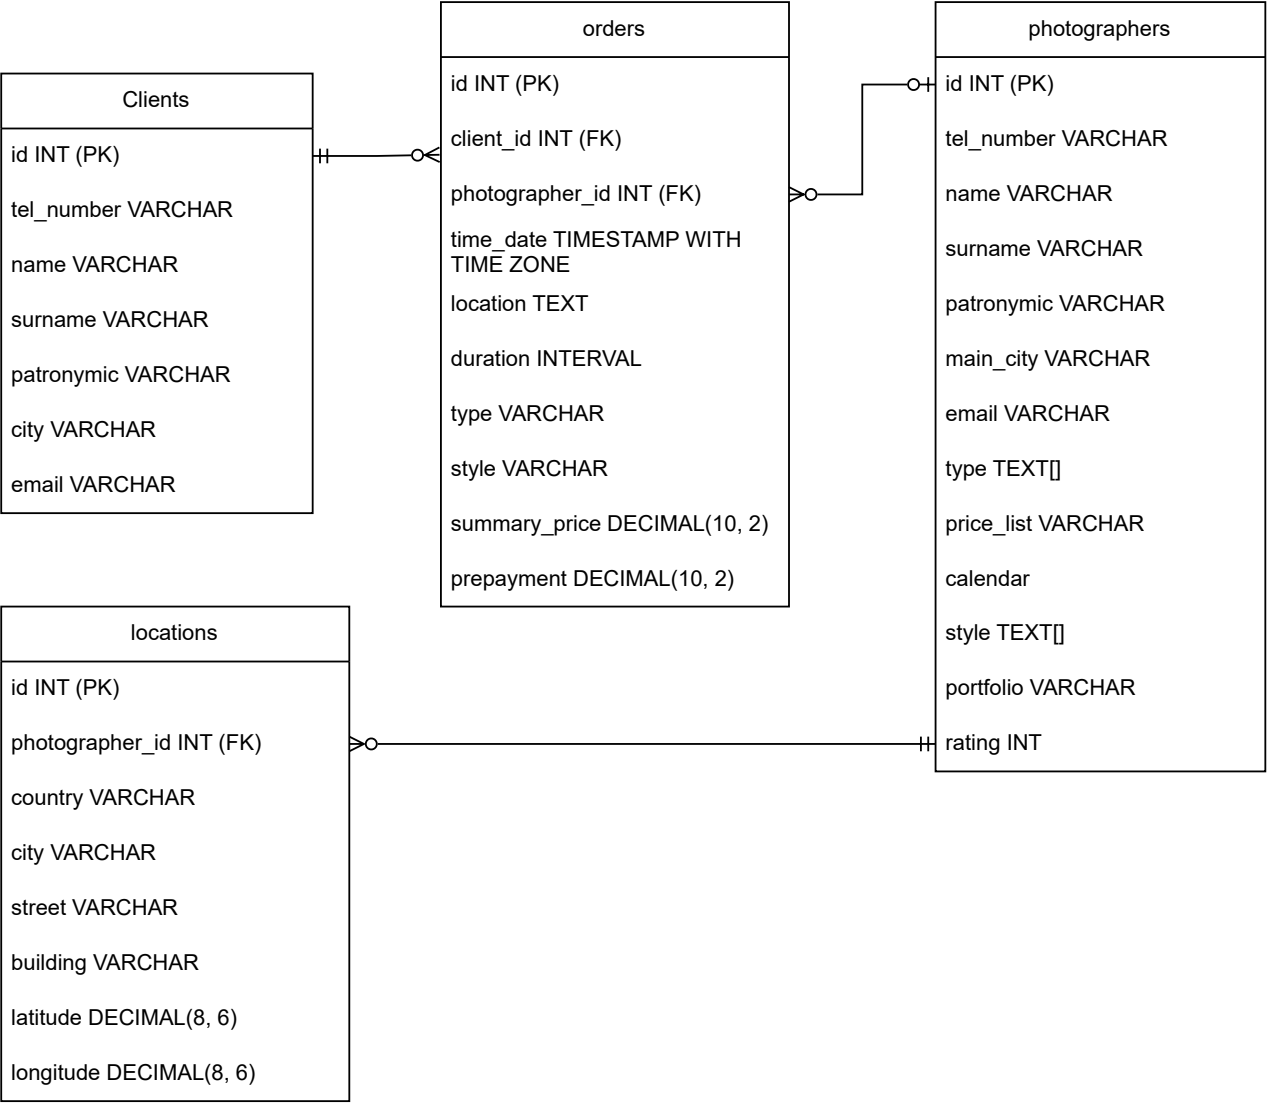 Clients
id INT (PK)
tel_number VARCHAR
name VARCHAR
surname VARCHAR
patronymic VARCHAR
city VARCHAR
email VARCHAR
orders
id INT (PK)
client_id INT (FK)
photographer_id INT (FK)
time_date TIMESTAMP WITH
TIME ZONE
location TEXT
duration INTERVAL
type VARCHAR
style VARCHAR
summary_price DECIMAL(10, 2)
prepayment DECIMAL(10, 2)
photographers
id INT (PK)
tel_number VARCHAR
name VARCHAR
surname VARCHAR
patronymic VARCHAR
main_city VARCHAR
email VARCHAR
type TEXT[]
price_list VARCHAR
calendar
style TEXT[]
portfolio VARCHAR
rating INT
locations
id INT (PK)
photographer_id INT (FK)
country VARCHAR
city VARCHAR
street VARCHAR
building VARCHAR
latitude DECIMAL(8, 6)
longitude DECIMAL(8, 6)